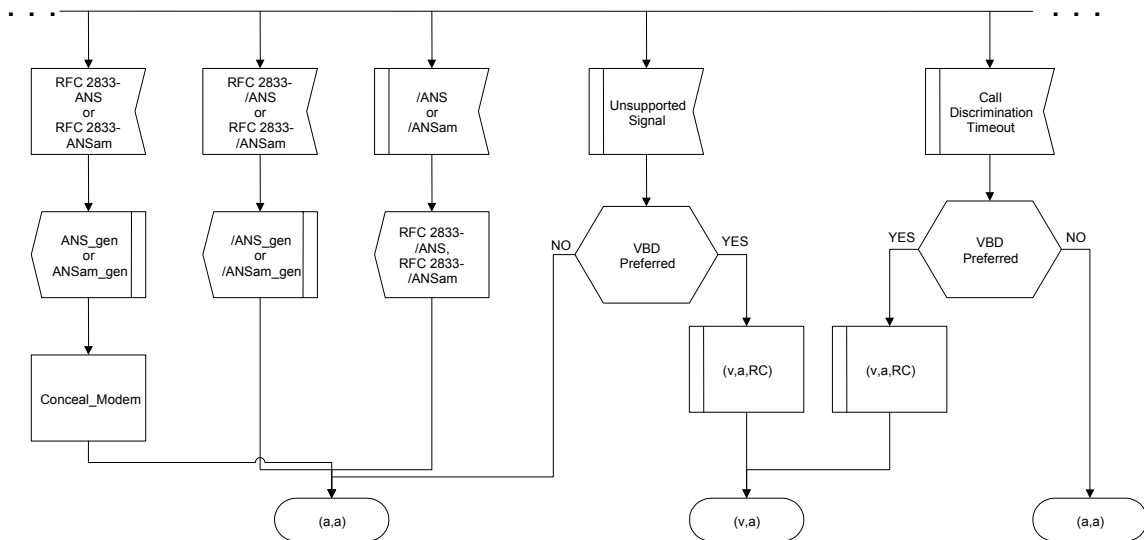 . . .
. . .
RFC 2833-
ANS
or
RFC 2833-
ANSam
RFC 2833-
/ANS
or
RFC 2833-
/ANSam
/ANS
or
/ANSam
Unsupported
Signal
Call
Discrimination
Timeout
ANS_gen
or
ANSam_gen
/ANS_gen
or
/ANSam_gen
RFC 2833-
/ANS,
RFC 2833-
/ANSam
NO
VBD
Preferred
YES
YES
VBD
Preferred
NO
Conceal_Modem
(v,a,RC)
(v,a,RC)
(a,a)
(v,a)
(a,a)